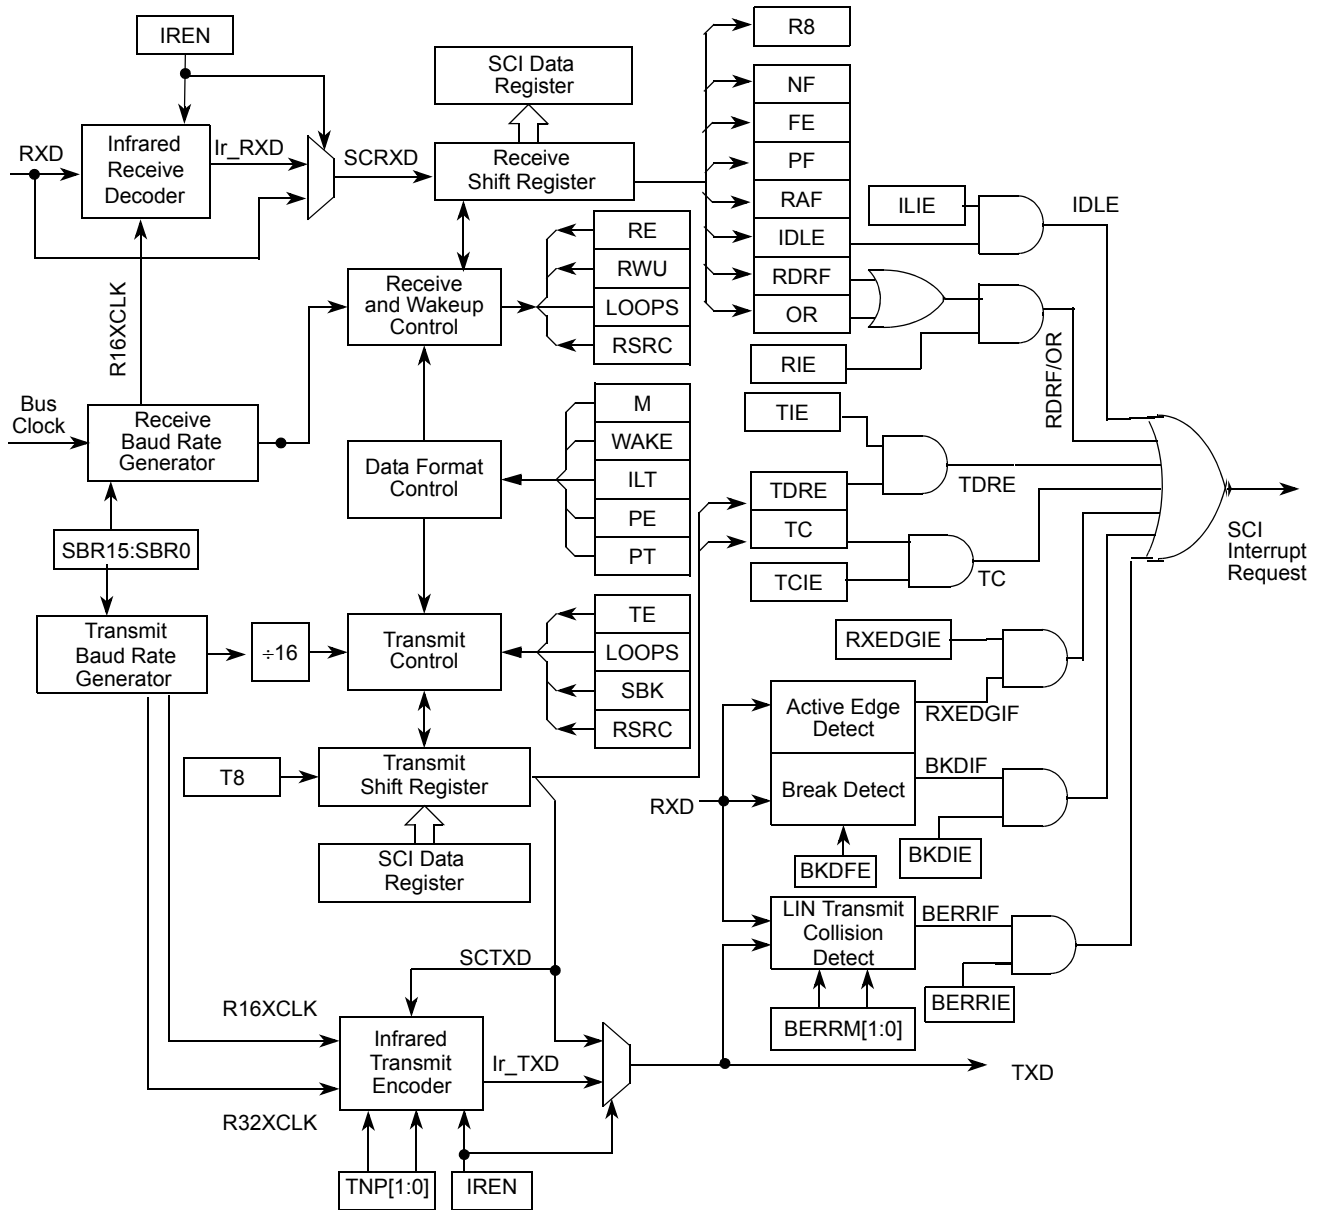 IREN
SCI Data
Register
R8
NF
FE
PF
RAF
IDLE
RDRF
OR
RXD
Infrared
Receive
Decoder
Ir_RXD
SCRXD
Receive
Shift Register
ILIE
IDLE
RE
RWU
LOOPS
RSRC
Receive
and Wakeup
Control
R16XCLK
RIE
RDRF/OR
Bus
Clock
Receive
Baud Rate
Generator
M
WAKE
ILT
PE
PT
Data Format
Control
TIE
TDRE
TC
TDRE
TCIE
TC
SCI
Interrupt
Request
SBR15:SBR0
Transmit
Baud Rate
Generator
÷16
Transmit
Control
TE
LOOPS
SBK
RSRC
RXEDGIE
Active Edge
Detect
RXEDGIF
Break Detect
BKDIF
RXD
BKDFE
BKDIE
T8
Transmit
Shift Register
SCI Data
Register
LIN Transmit
Collision
Detect
BERRIF
BERRIE
BERRM[1:0]
SCTXD
R16XCLK
Infrared
Transmit
Encoder
Ir_TXD
R32XCLK
TXD
TNP[1:0]
IREN